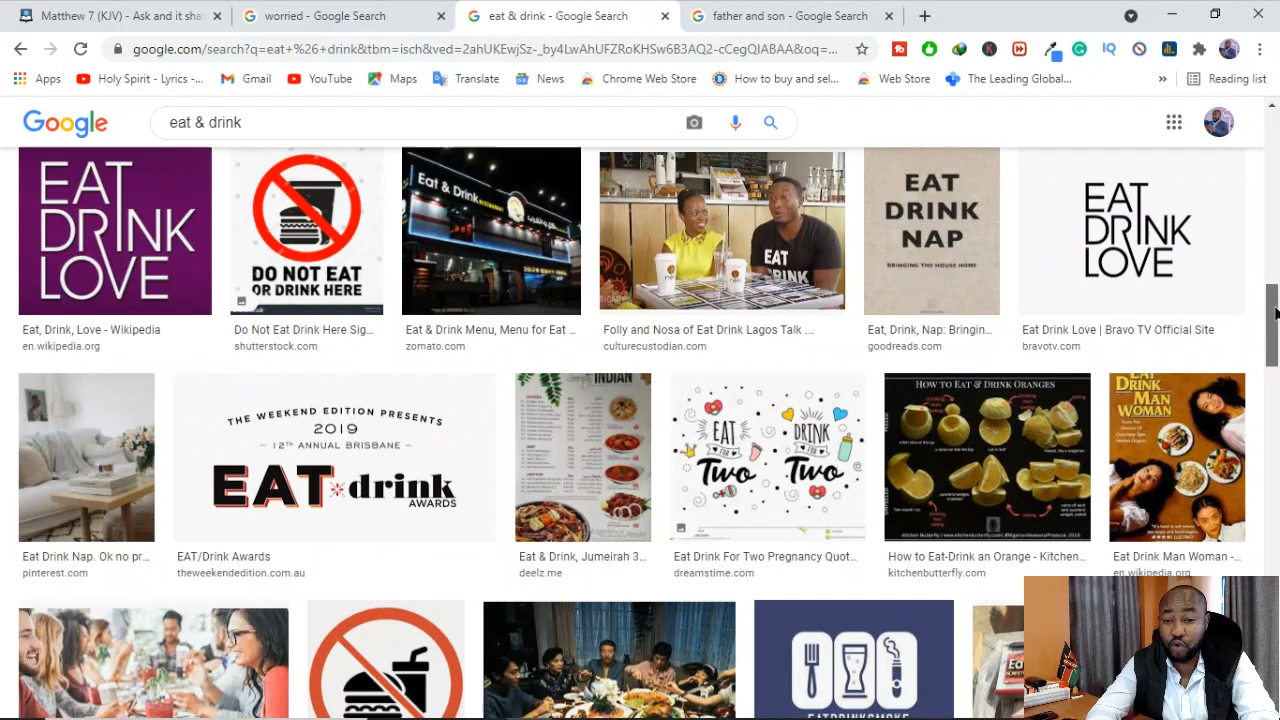 Matthew 7 (KJV) - Ask and it sha
worried - Google Search
eat & drink - Google Search
father and son - Google Search
google.com/search?q=eat+%26+drink&tbm=isch&ved=2ahUKEwjSz-_by4LwAhUFZRoKHSw6B3AQ2-cCegQIABAA&oq=...
Apps
Holy Spirit - Lyrics -...
Gmail
YouTube
Maps
Translate
News
Chrome Web Store
How to best and sel...
Web Store
The Leading Global...
Reading list
Google
eat & drink
EAT
DRINK
LOVE
DO NOT EAT
OR DRINK HERE
Eat & Drink
EAT
DRINK
EAT
DRINK
NAP
BRINGING THE HOUSE HOME
EAT
DRINK
LOVE
Eat, Drink, Love - Wikipedia
en.wikipedia.org
Do Not Eat Drink Here Sig...
shutterstock.com
Eat & Drink Menu, Menu for Eat ...
zomato.com
Folly and Nosa of Eat Drink Lagos Talk ...
culturecustodian.com
Eat, Drink, Nap: Bringin...
goodreads.com
Eat Drink Love | Bravo TV Official Site
bravotv.com
THE WEEKEND EDITION PRESENTS
2019
ANNUAL BRISBANE
EAT drink
AWARDS
INDIAN
EAT
FOR
Two
DRINK
FOR
Two
HOW TO EAT & DRINK ORANGES
EAT
DRINK
MAN
WOMAN
Eat Drink Nap. Ok no pr...
pinterest.com
EAT/Drink Awards
theweekendedition.com.au
Eat & Drink, Jumeirah 3...
deelz.me
Eat Drink For Two Pregnancy Quot...
dreamstime.com
How to Eat-Drink an Orange - Kitchen...
kitchenbutterfly.com
Eat Drink Man Woman -...
en.wikipedia.org
EATDRINKSMOKE